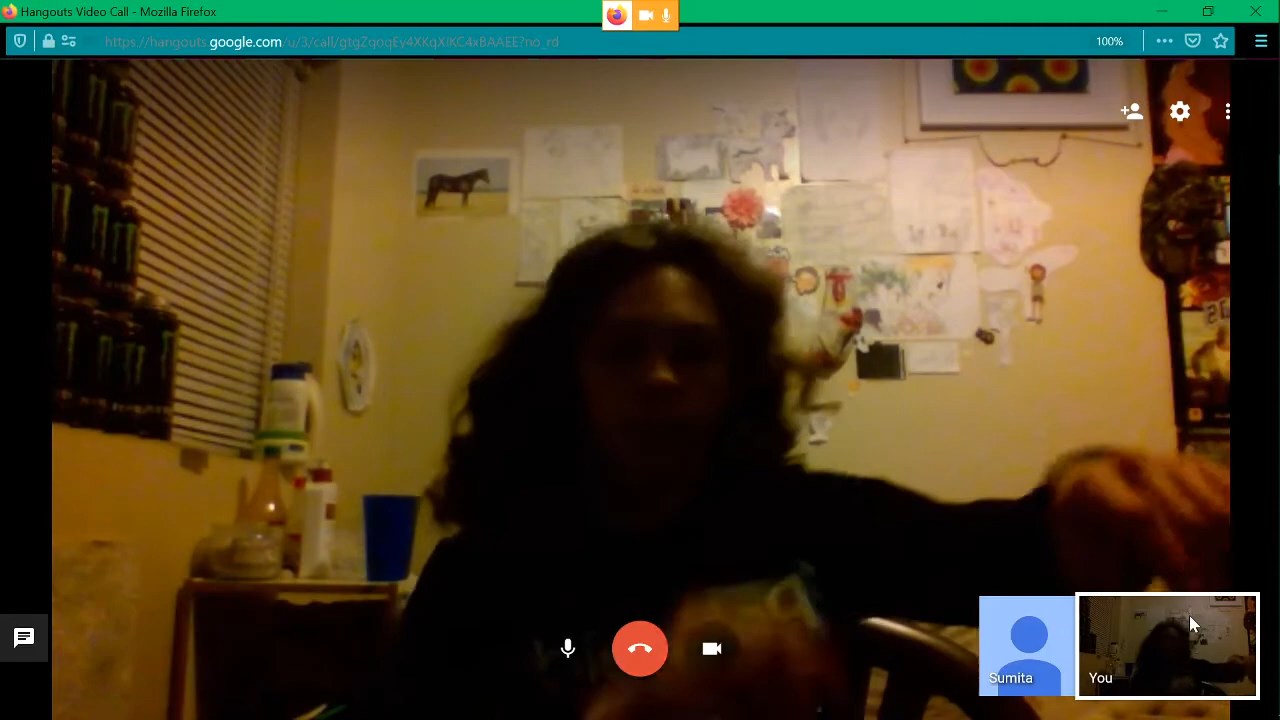 Hangouts Video Call - Mozilla Firefox
https://hangouts.google.com/u/3/call/gtgZqoqEy4XKqXIKC4xBAAEE?no_rd
100%
Sumita
You